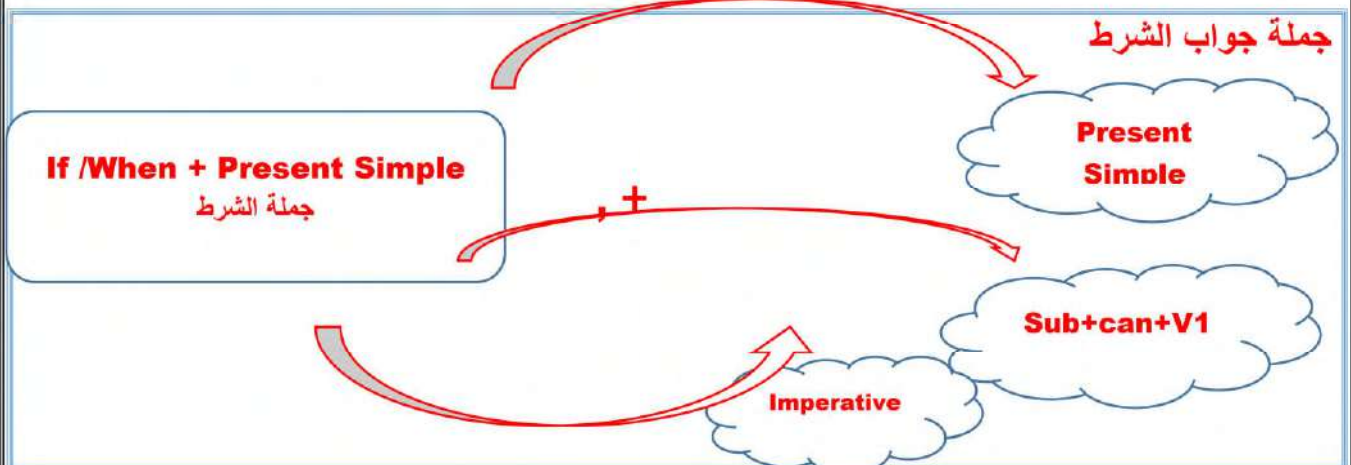 جملة جواب الشرط
Present
Simple
If /When + Present Simple
جملة الشرط
, +
Sub+can+V1
Imperative